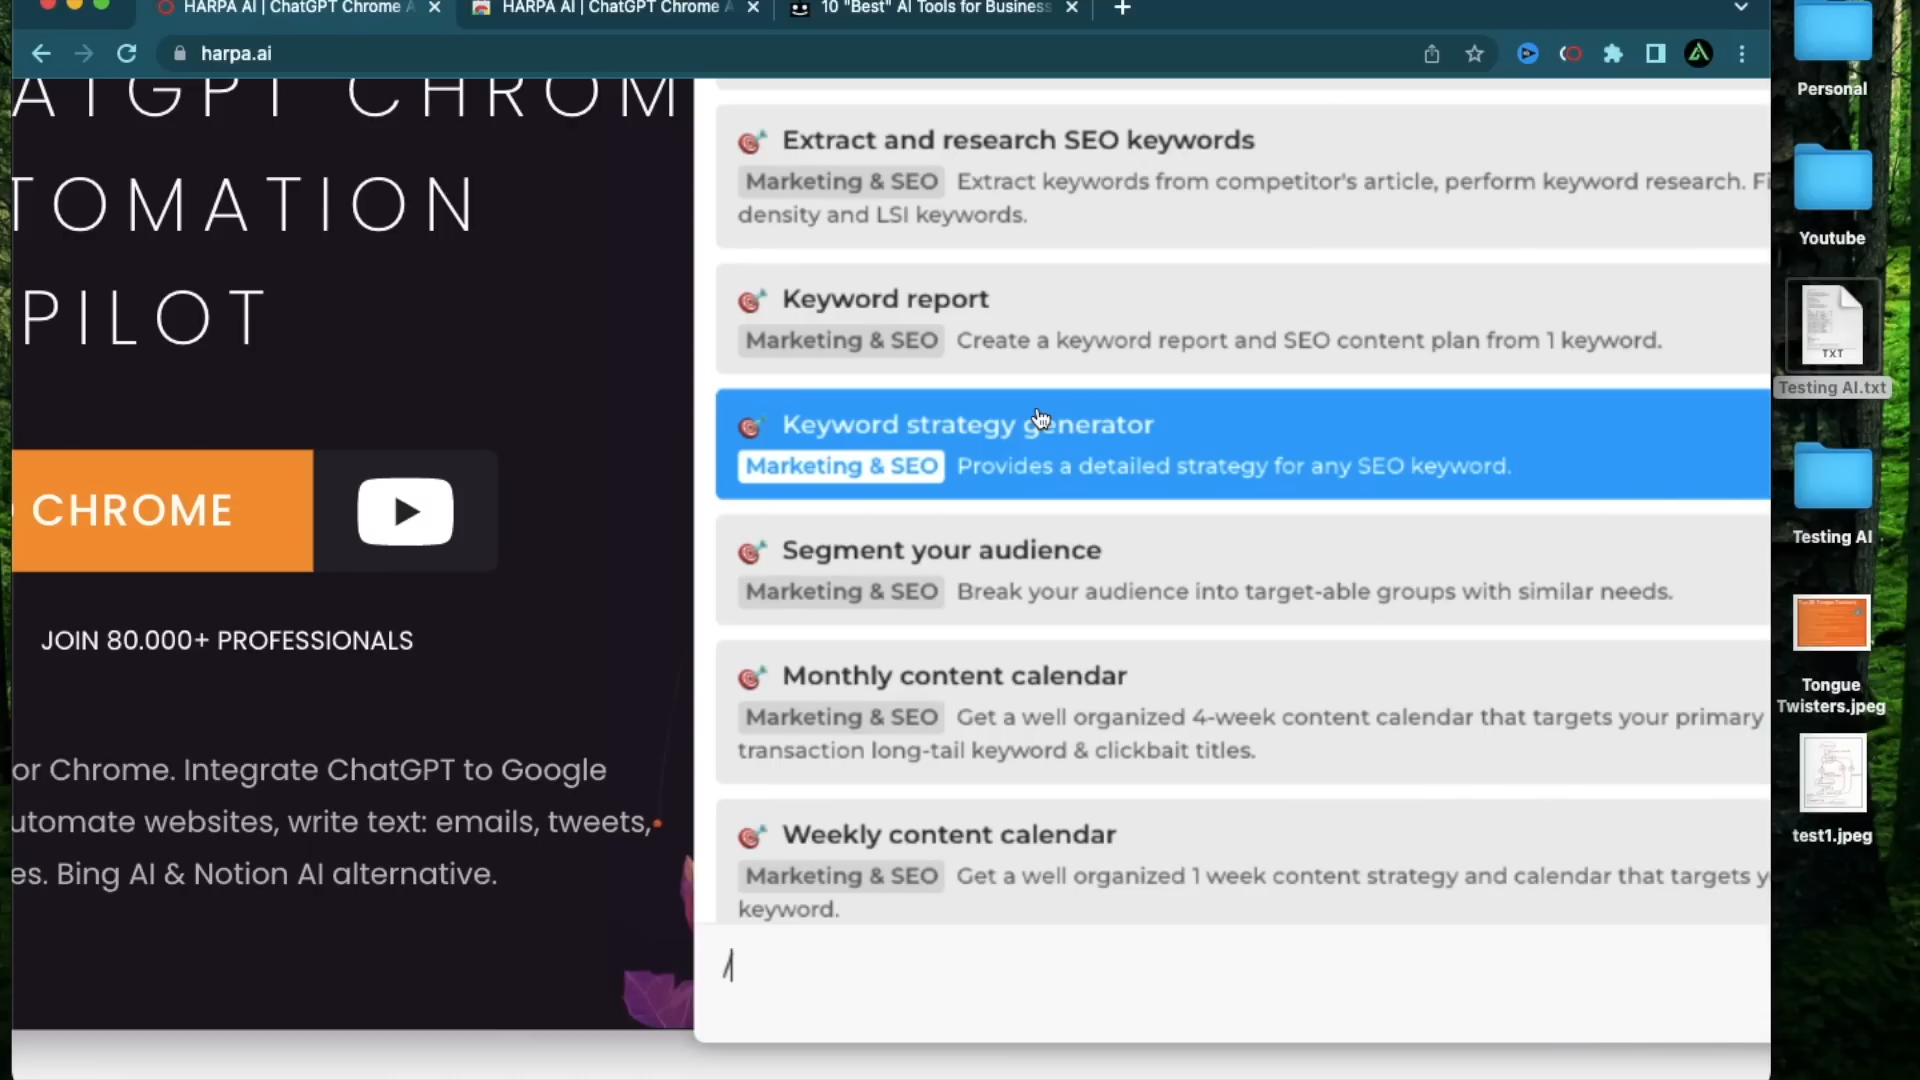 HARPA AI | ChatGPT Chrome A
HARPA AI | ChatGPT Chrome A
10 "Best" AI Tools for Business
harpa.ai
ATGPT CHROM
TOMATION
PILOT
CHROME
JOIN 80.000+ PROFESSIONALS
or Chrome. Integrate ChatGPT to Google
utomate websites, write text: emails, tweets,
es. Bing AI & Notion AI alternative.
Extract and research SEO keywords
Marketing & SEO Extract keywords from competitor's article, perform keyword research. Fi
density and LSI keywords.
Keyword report
Marketing & SEO Create a keyword report and SEO content plan from 1 keyword.
Keyword strategy generator
Marketing & SEO Provides a detailed strategy for any SEO keyword.
Segment your audience
Marketing & SEO Break your audience into target-able groups with similar needs.
Monthly content calendar
Marketing & SEO Get a well organized 4-week content calendar that targets your primary
transaction long-tail keyword & clickbait titles.
Weekly content calendar
Marketing & SEO Get a well organized 1 week content strategy and calendar that targets y
keyword.
/
Personal
Youtube
TXT
Testing AI.txt
Testing AI
Tongue
Twisters.jpeg
test1.jpeg